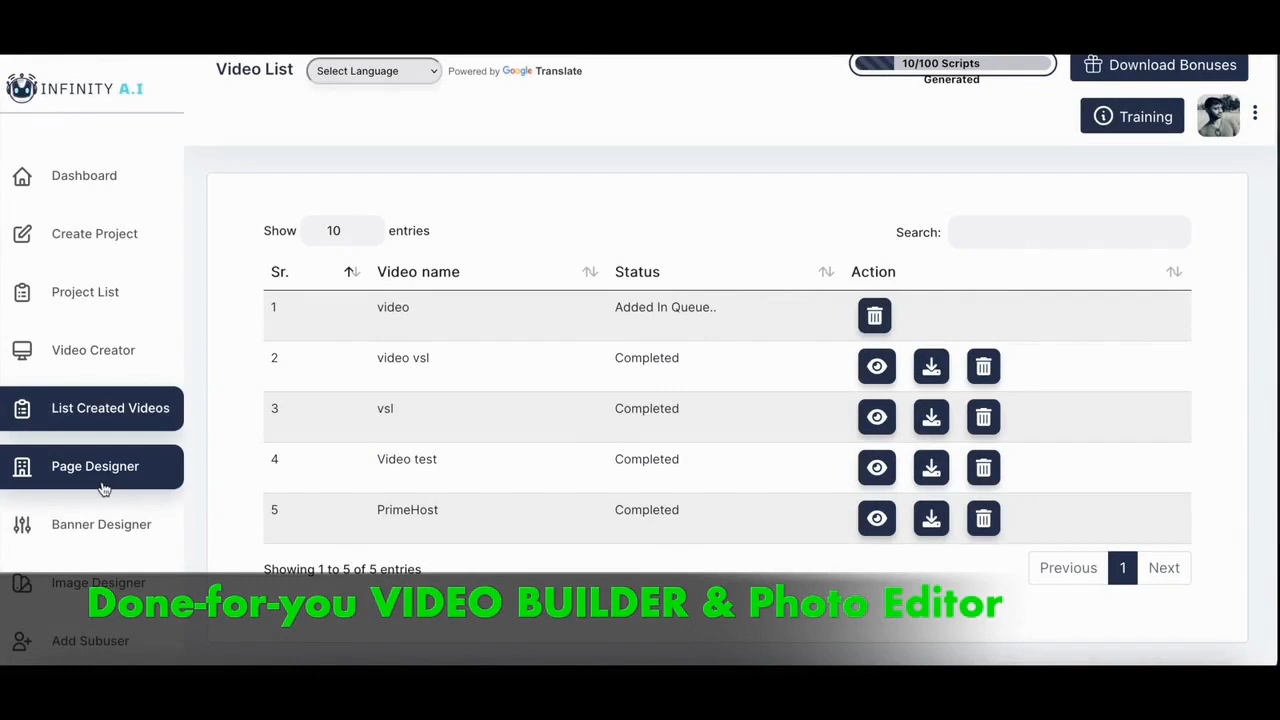 INFINITY A.I
Video List
Select Language
Powered by Google Translate
10/100 Scripts
Generated
Download Bonuses
Training
Dashboard
Create Project
Project List
Video Creator
List Created Videos
Page Designer
Banner Designer
Image Designer
Add Subuser
Show 10 entries
Search:
Sr. Video name Status Action
1 video Added In Queue..
2 video vsl Completed
3 vsl Completed
4 Video test Completed
5 PrimeHost Completed
Showing 1 to 5 of 5 entries
Previous 1 Next
Done-for-you VIDEO BUILDER & Photo Editor